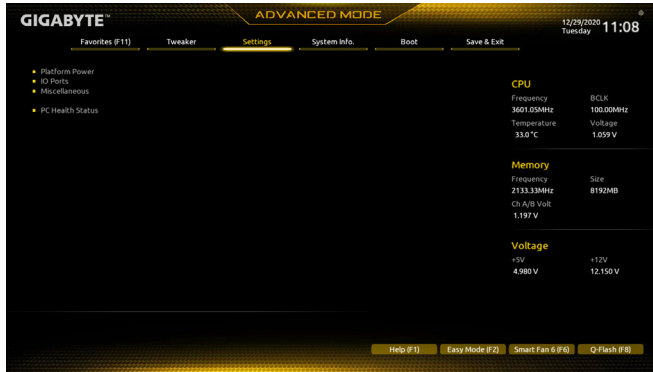 GIGABYTE™
ADVANCED MODE
12/29/2020 11:08
Tuesday
Favorites (F11) Tweaker Settings System Info. Boot Save & Exit
Platform Power
IO Ports
Miscellaneous
PC Health Status
CPU
Frequency BCLK
3601.05MHz 100.00MHz
Temperature Voltage
33.0 °C 1.059 V
Memory
Frequency Size
2133.33MHz 8192MB
Ch A/B Volt
1.197 V
Voltage
+5V +12V
4.980 V 12.150 V
Help (F1) Easy Mode (F2) Smart Fan 6 (F6) Q-Flash (F8)